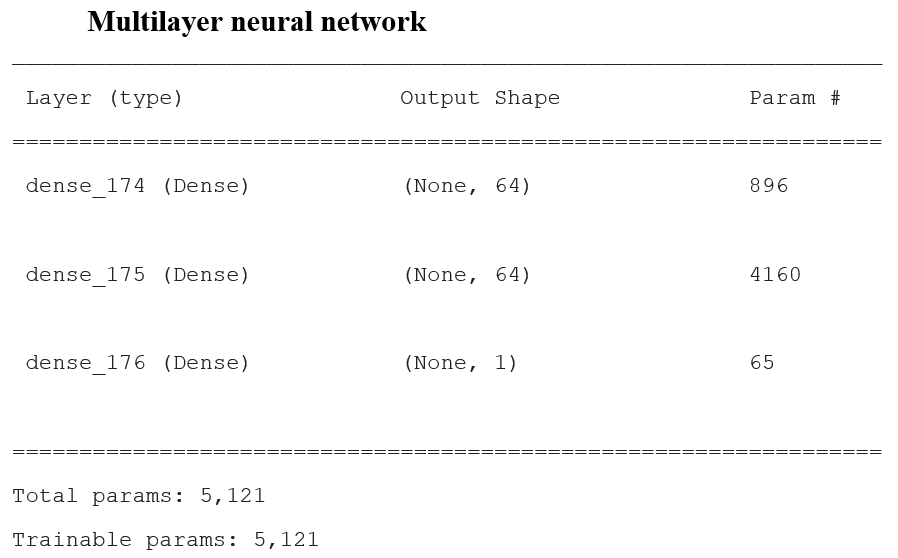 Multilayer neural network
_________________________________________________________________
Layer (type) Output Shape Param #
=================================================================
dense_174 (Dense) (None, 64) 896
dense_175 (Dense) (None, 64) 4160
dense_176 (Dense) (None, 1) 65
=================================================================
Total params: 5,121
Trainable params: 5,121